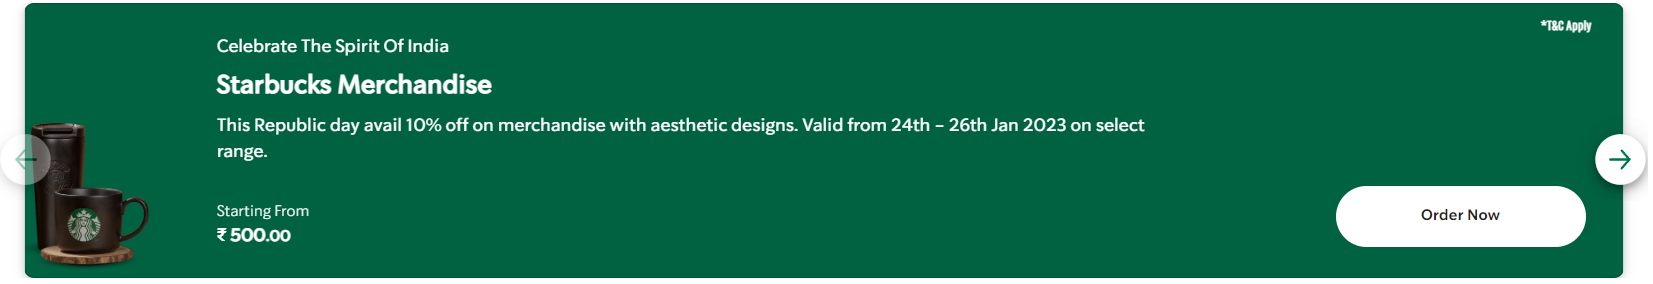 *T&C Apply
Celebrate The Spirit Of India
Starbucks Merchandise
This Republic day avail 10% off on merchandise with aesthetic designs. Valid from 24th – 26th Jan 2023 on select
range.
Starting From
₹ 500.00
Order Now